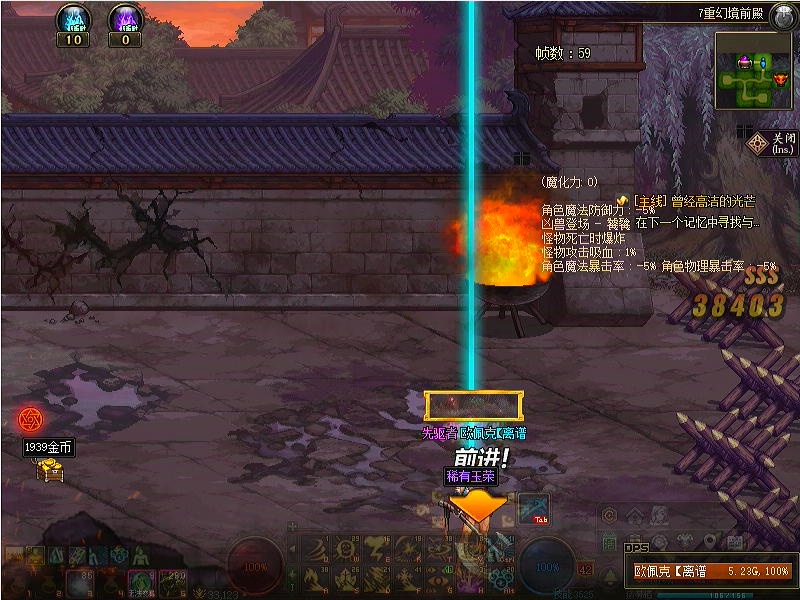 7重幻境前殿
10
0
帧数：59
关闭
(Ins.)
(魔化力: 0)
[主线] 曾经高洁的光芒
角色魔法防御力：-5%
凶兽登场 - 饕餮
在下一个记忆中寻找与…
怪物死亡时爆炸
怪物攻击吸血：1%
角色魔法暴击率：-5% 角色物理暴击率：-5%
SSS
38403
先驱者 欧佩克【离谱
前进!
1939金币
稀有玉荣
Tab
DPS
欧佩克【离谱 5.23G,100%
100%
100%
42